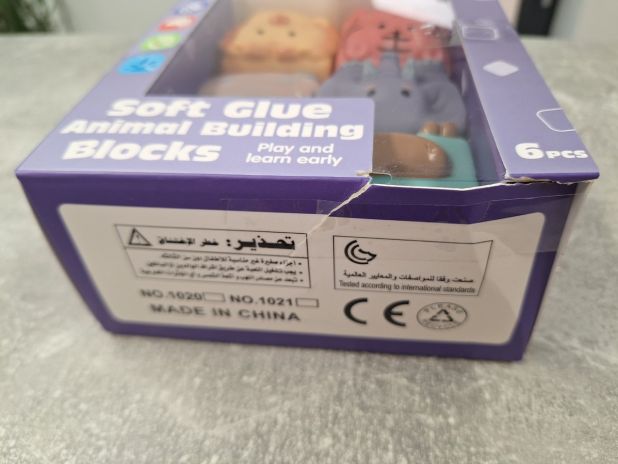 Soft Glue
Animal Building
Blocks
Play and
learn early
6 PCS
تحذير: خطر الإختناق
صنعت وفقا للمواصفات والمعايير العالمية
Tested according to international standards
NO.1020 NO.1021
MADE IN CHINA
CE